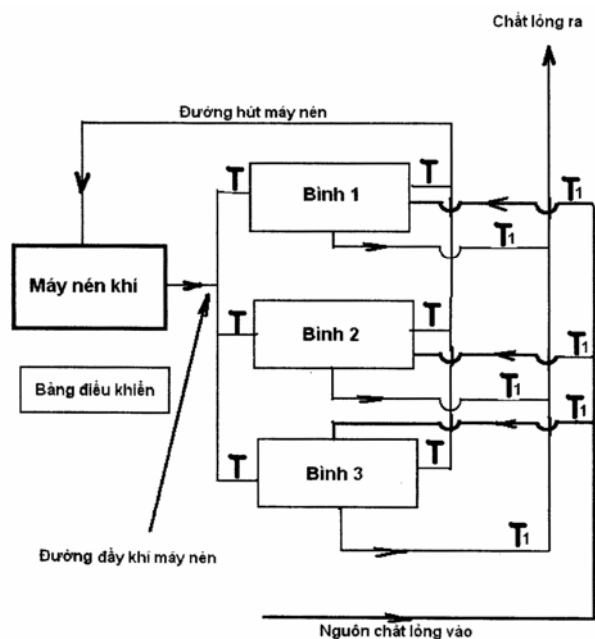 Chất lỏng ra
Đường hút máy nén
T
T
T₁
Bình 1
T₁
Máy nén khí
T
T
Bình 2
T₁
Bảng điều khiển
T₁
T₁
T
T
Bình 3
T₁
Đường đẩy khí máy nén
Nguồn chất lỏng vào